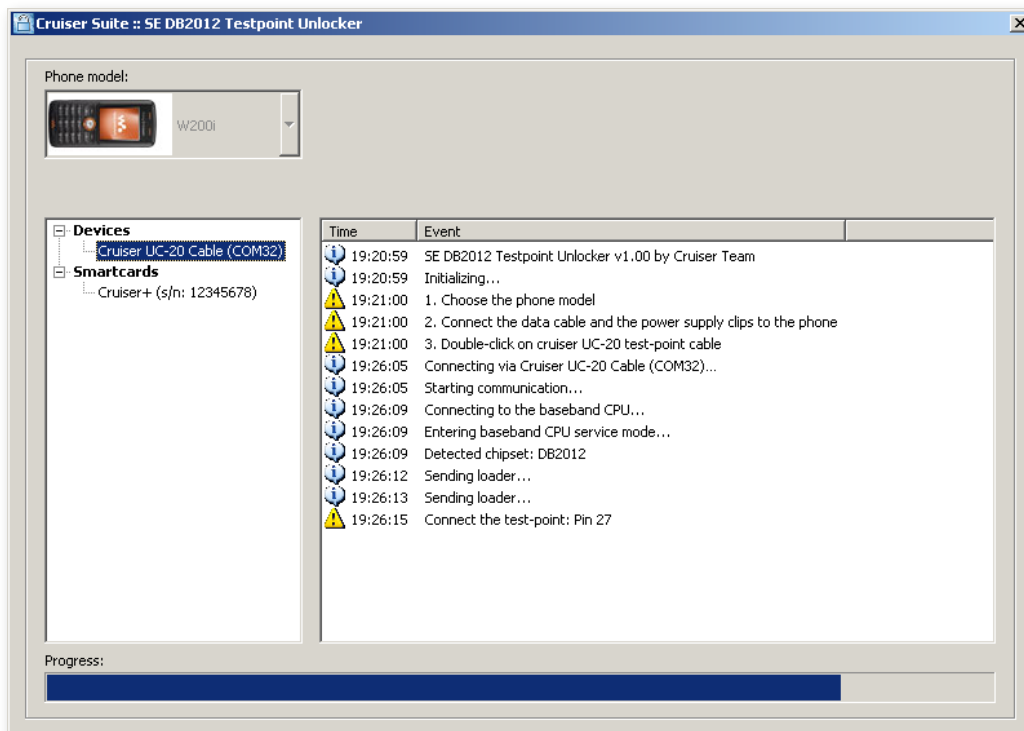 Cruiser Suite :: SE DB2012 Testpoint Unlocker
Phone model:
W200i
Devices
Cruiser UC-20 Cable (COM32)
Smartcards
Cruiser+ (s/n: 12345678)
Time Event
19:20:59 SE DB2012 Testpoint Unlocker v1.00 by Cruiser Team
19:20:59 Initializing...
19:21:00 1. Choose the phone model
19:21:00 2. Connect the data cable and the power supply clips to the phone
19:21:00 3. Double-click on cruiser UC-20 test-point cable
19:26:05 Connecting via Cruiser UC-20 Cable (COM32)...
19:26:05 Starting communication...
19:26:09 Connecting to the baseband CPU...
19:26:09 Entering baseband CPU service mode...
19:26:09 Detected chipset: DB2012
19:26:12 Sending loader...
19:26:13 Sending loader...
19:26:15 Connect the test-point: Pin 27
Progress: